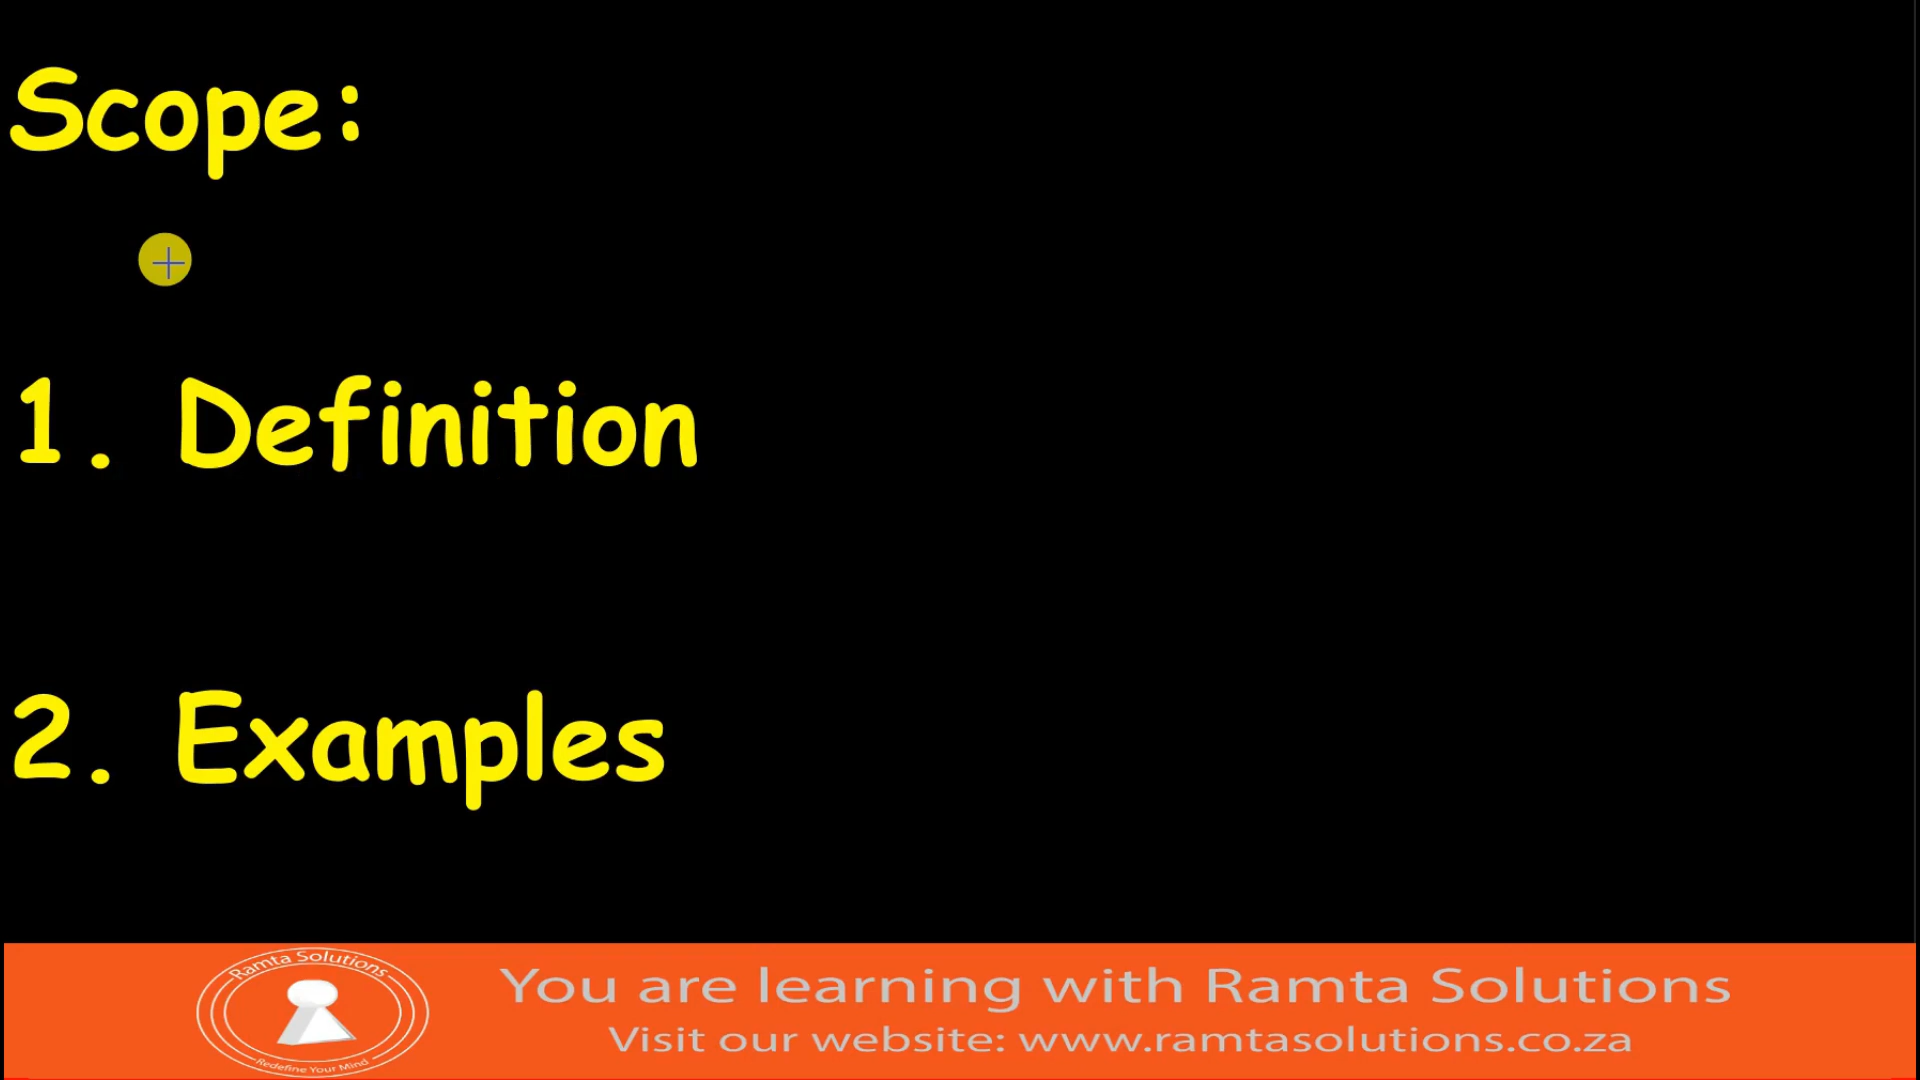 Scope:
1. Definition
2. Examples
Ramta Solutions
Redefine Your Mind
You are learning with Ramta Solutions
Visit our website: www.ramtasolutions.co.za